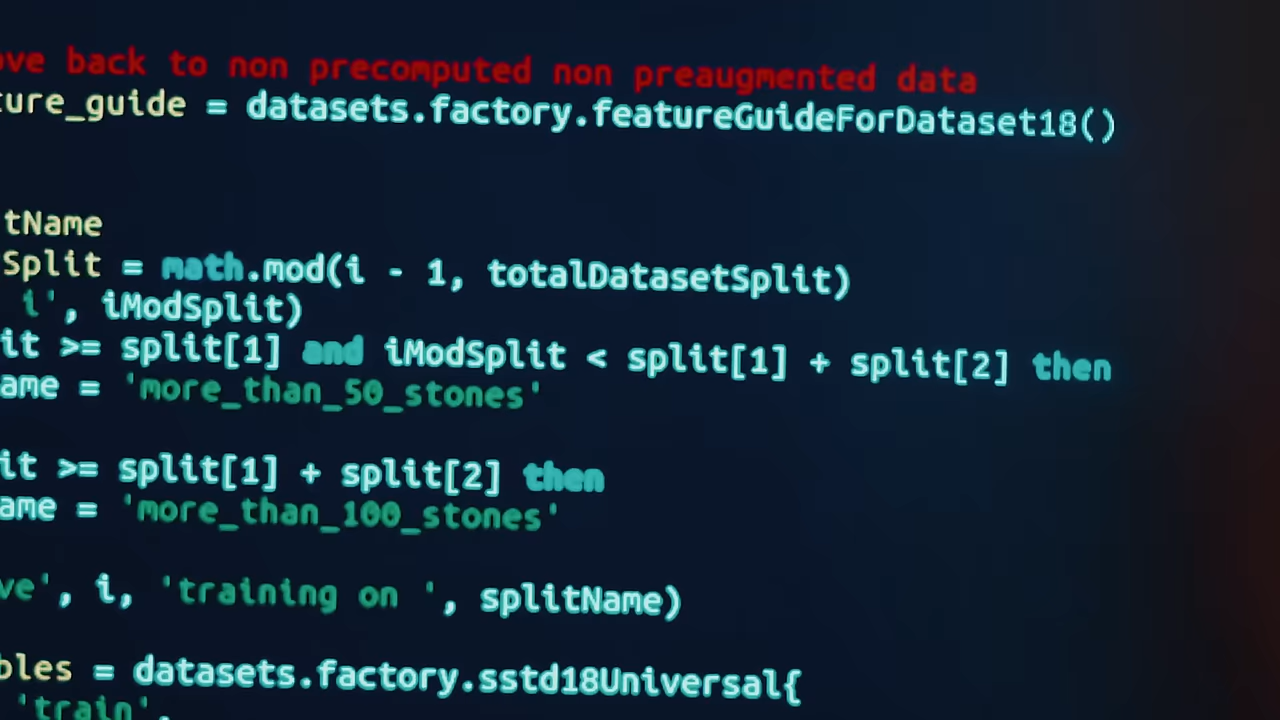 ove back to non precomputed non preaugmented data
ture_guide = datasets.factory.featureGuideForDataset18()
tName
Split = math.mod(i - 1, totalDatasetSplit)
i', iModSplit)
it >= split[1] and iModSplit < split[1] + split[2] then
ame = 'more_than_50_stones'
it >= split[1] + split[2] then
ame = 'more_than_100_stones'
ve', i, 'training on ', splitName)
bles = datasets.factory.sstd18Universal{
'train',